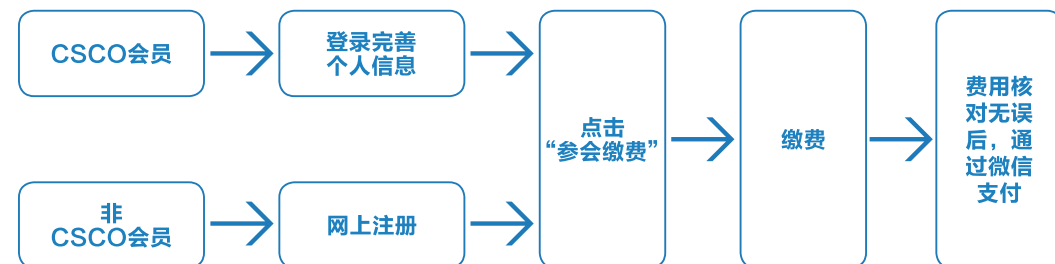 CSCO会员
登录完善
个人信息
非
CSCO会员
网上注册
点击
“参会缴费”
缴费
费用核
对无误
后，通
过微信
支付